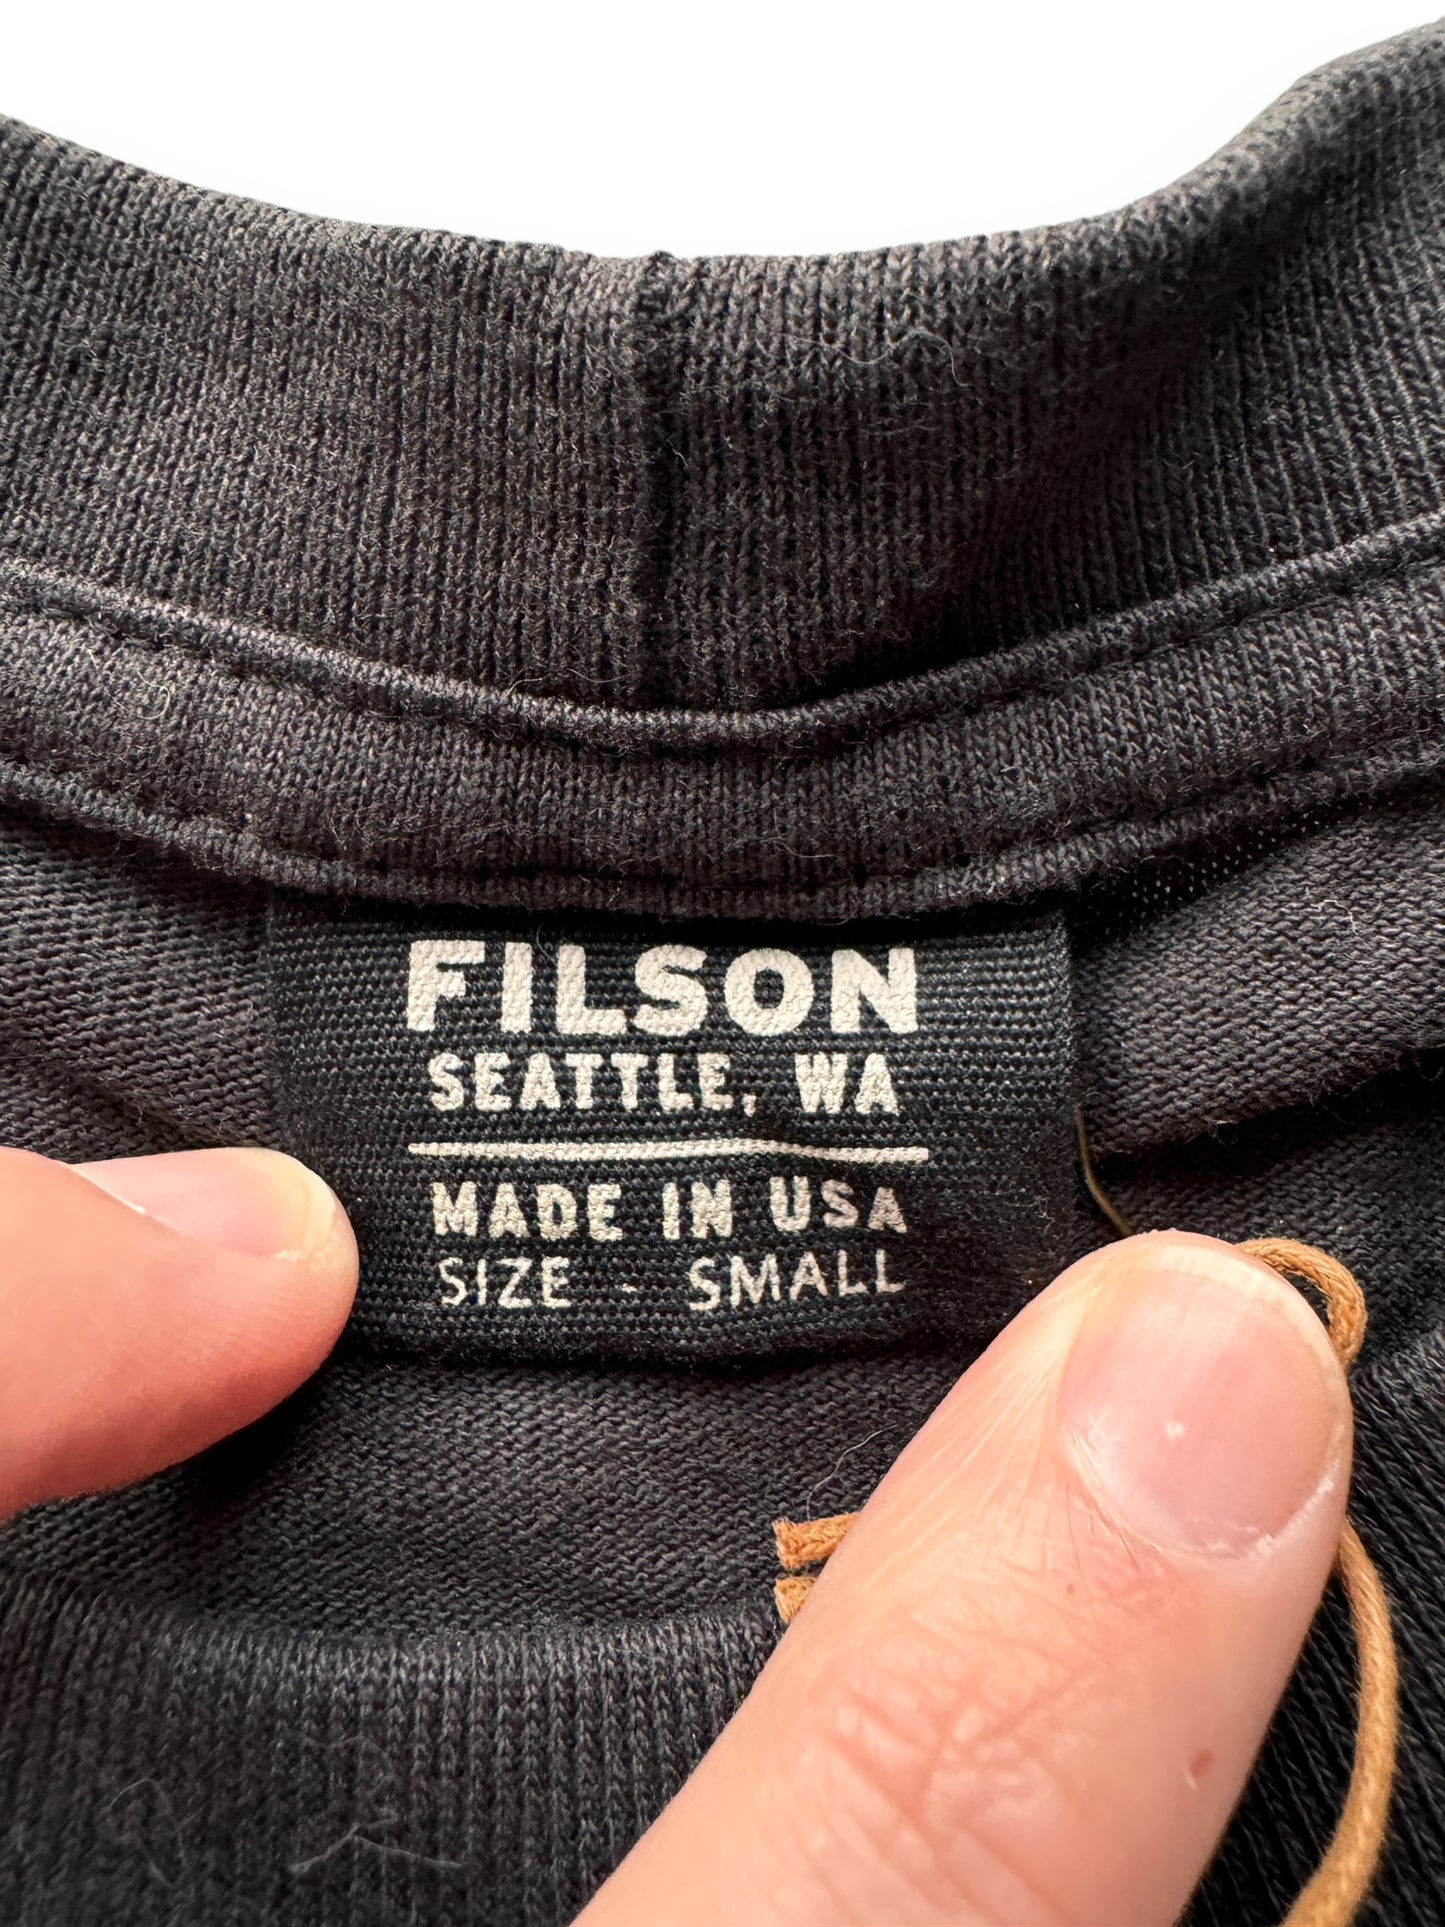 FILSON
SEATTLE, WA
MADE IN USA
SIZE - SMALL